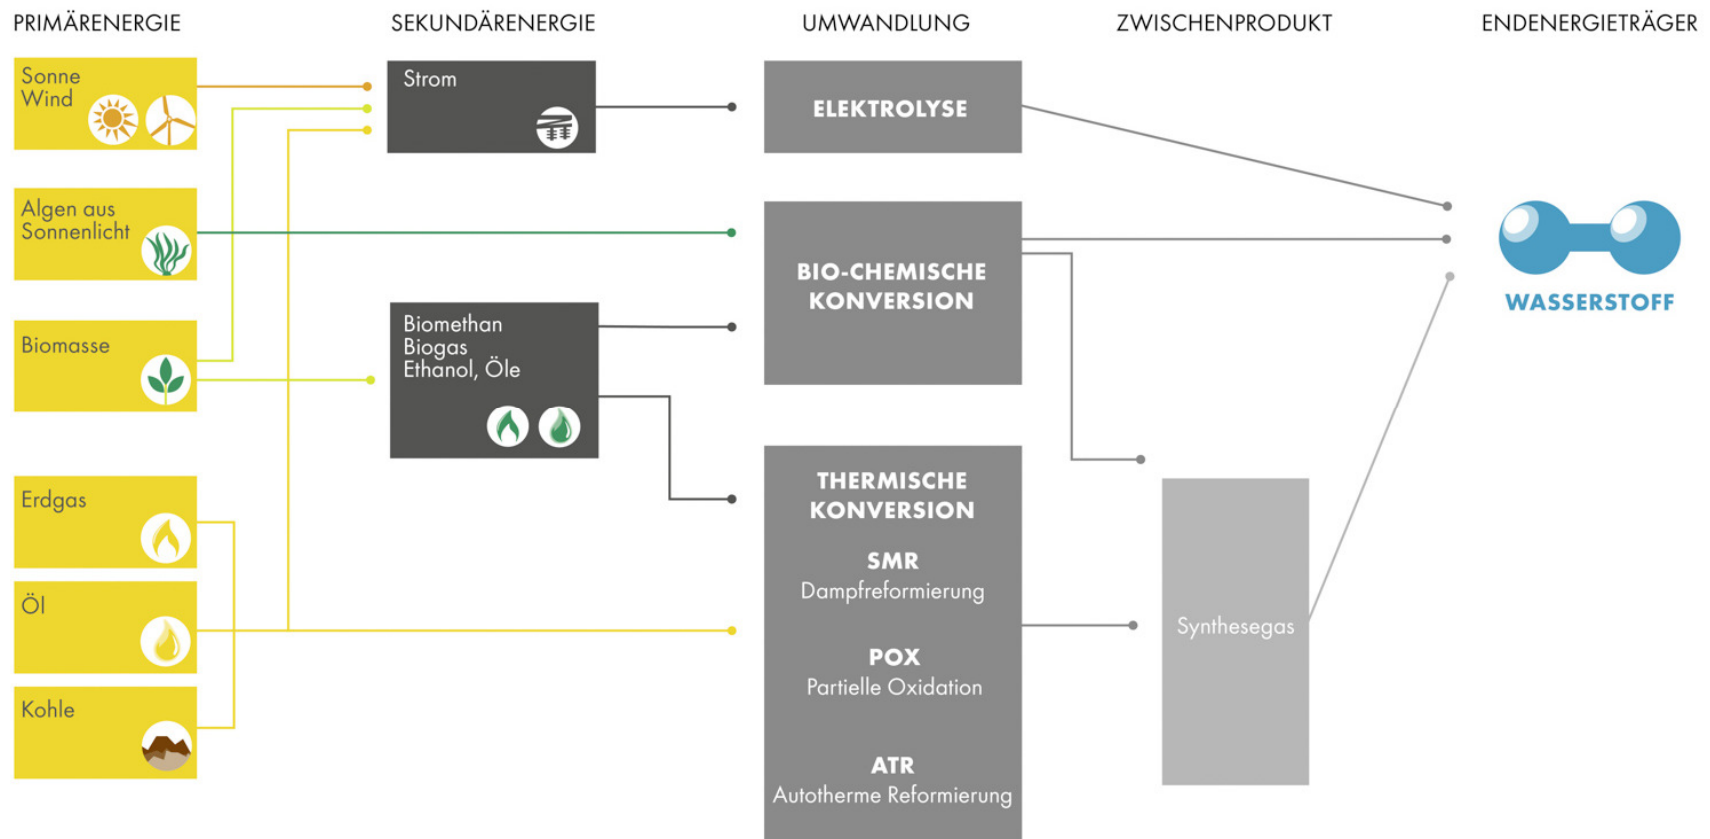 PRIMÄRENERGIE
SEKUNDÄRENERGIE
UMWANDLUNG
ZWISCHENPRODUKT
ENDENERGIETRÄGER
Sonne
Wind
Strom
ELEKTROLYSE
Algen aus
Sonnenlicht
BIO-CHEMISCHE
KONVERSION
WASSERSTOFF
Biomasse
Biomethan
Biogas
Ethanol, Öle
Erdgas
Öl
Kohle
THERMISCHE
KONVERSION
SMR
Dampfreformierung
POX
Partielle Oxidation
ATR
Autotherme Reformierung
Synthesegas